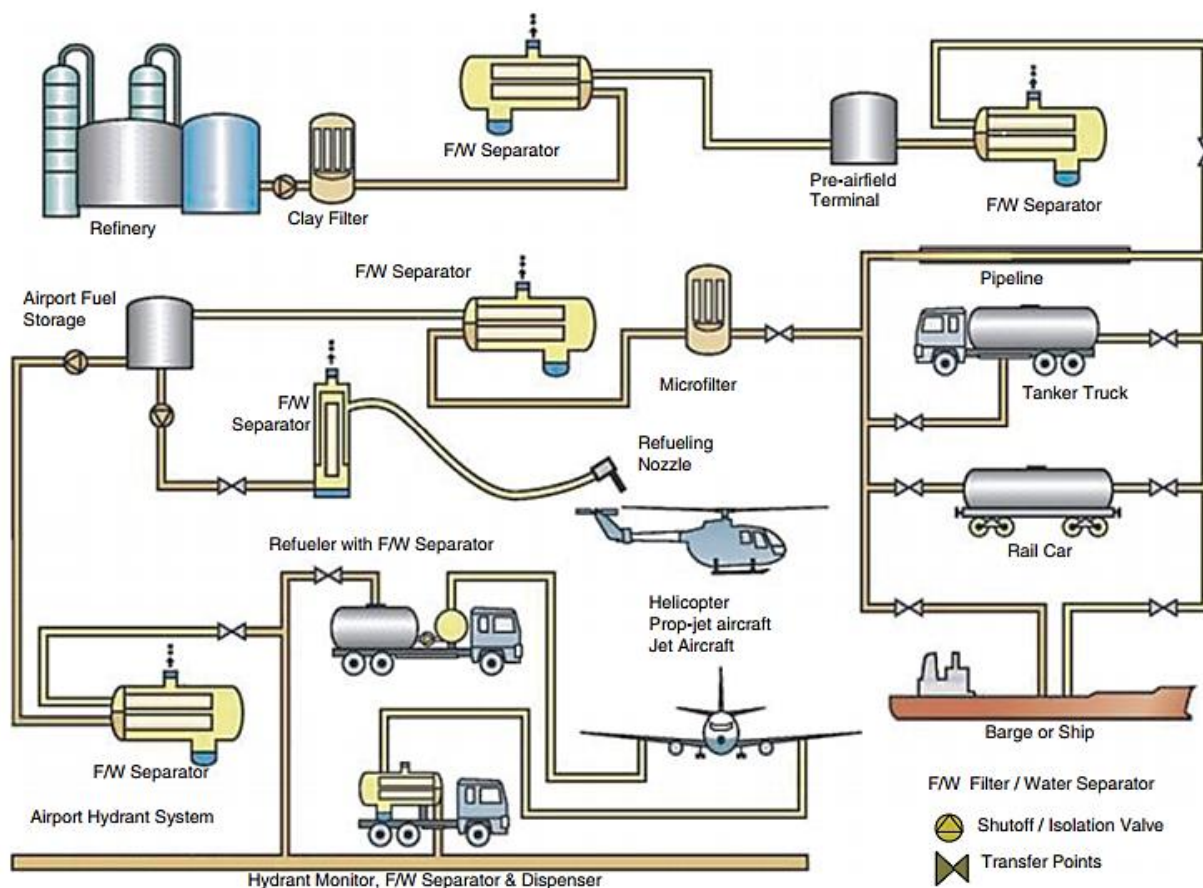 F/W Separator
Refinery
Clay Filter
Pre-airfield
Terminal
F/W Separator
F/W Separator
Airport Fuel
Storage
Microfilter
Pipeline
Tanker Truck
F/W
Separator
Refueling
Nozzle
Rail Car
Refueler with F/W Separator
Helicopter
Prop-jet aircraft
Jet Aircraft
Barge or Ship
F/W Separator
Airport Hydrant System
F/W Filter / Water Separator
Shutoff / Isolation Valve
Transfer Points
Hydrant Monitor, F/W Separator & Dispenser